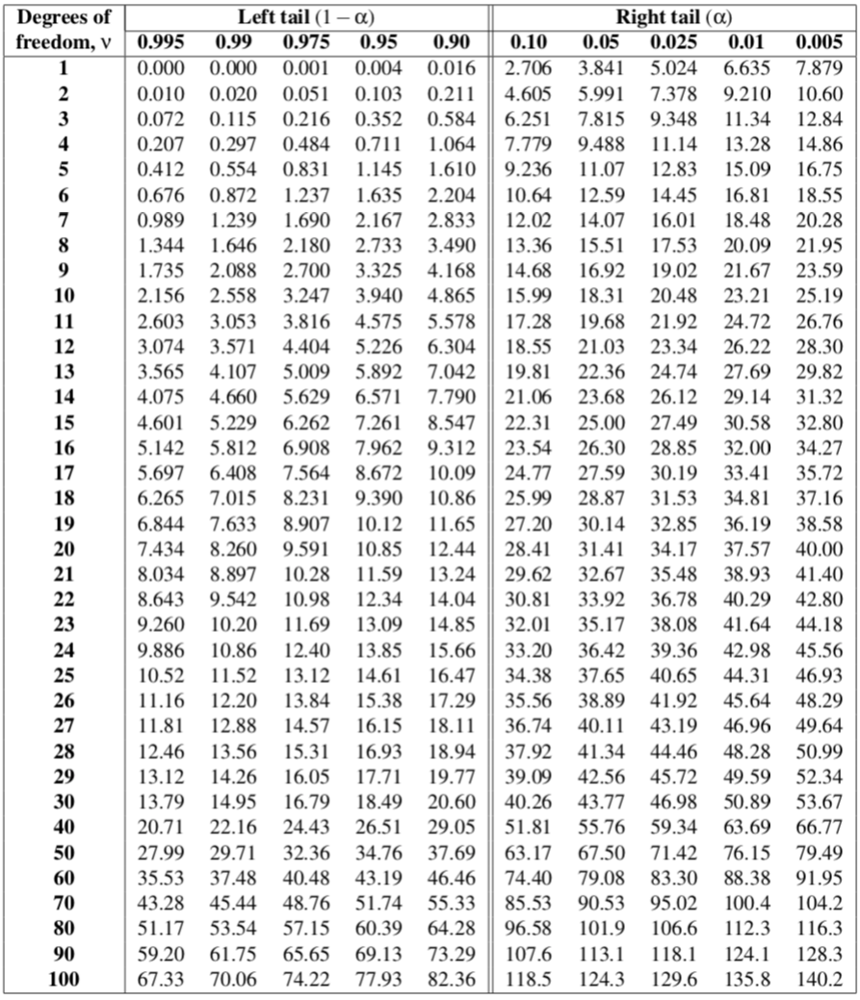 Degrees of Left tail (1 − α) Right tail (α)
freedom, ν 0.995 0.99 0.975 0.95 0.90 0.10 0.05 0.025 0.01 0.005
1 0.000 0.000 0.001 0.004 0.016 2.706 3.841 5.024 6.635 7.879
2 0.010 0.020 0.051 0.103 0.211 4.605 5.991 7.378 9.210 10.60
3 0.072 0.115 0.216 0.352 0.584 6.251 7.815 9.348 11.34 12.84
4 0.207 0.297 0.484 0.711 1.064 7.779 9.488 11.14 13.28 14.86
5 0.412 0.554 0.831 1.145 1.610 9.236 11.07 12.83 15.09 16.75
6 0.676 0.872 1.237 1.635 2.204 10.64 12.59 14.45 16.81 18.55
7 0.989 1.239 1.690 2.167 2.833 12.02 14.07 16.01 18.48 20.28
8 1.344 1.646 2.180 2.733 3.490 13.36 15.51 17.53 20.09 21.95
9 1.735 2.088 2.700 3.325 4.168 14.68 16.92 19.02 21.67 23.59
10 2.156 2.558 3.247 3.940 4.865 15.99 18.31 20.48 23.21 25.19
11 2.603 3.053 3.816 4.575 5.578 17.28 19.68 21.92 24.72 26.76
12 3.074 3.571 4.404 5.226 6.304 18.55 21.03 23.34 26.22 28.30
13 3.565 4.107 5.009 5.892 7.042 19.81 22.36 24.74 27.69 29.82
14 4.075 4.660 5.629 6.571 7.790 21.06 23.68 26.12 29.14 31.32
15 4.601 5.229 6.262 7.261 8.547 22.31 25.00 27.49 30.58 32.80
16 5.142 5.812 6.908 7.962 9.312 23.54 26.30 28.85 32.00 34.27
17 5.697 6.408 7.564 8.672 10.09 24.77 27.59 30.19 33.41 35.72
18 6.265 7.015 8.231 9.390 10.86 25.99 28.87 31.53 34.81 37.16
19 6.844 7.633 8.907 10.12 11.65 27.20 30.14 32.85 36.19 38.58
20 7.434 8.260 9.591 10.85 12.44 28.41 31.41 34.17 37.57 40.00
21 8.034 8.897 10.28 11.59 13.24 29.62 32.67 35.48 38.93 41.40
22 8.643 9.542 10.98 12.34 14.04 30.81 33.92 36.78 40.29 42.80
23 9.260 10.20 11.69 13.09 14.85 32.01 35.17 38.08 41.64 44.18
24 9.886 10.86 12.40 13.85 15.66 33.20 36.42 39.36 42.98 45.56
25 10.52 11.52 13.12 14.61 16.47 34.38 37.65 40.65 44.31 46.93
26 11.16 12.20 13.84 15.38 17.29 35.56 38.89 41.92 45.64 48.29
27 11.81 12.88 14.57 16.15 18.11 36.74 40.11 43.19 46.96 49.64
28 12.46 13.56 15.31 16.93 18.94 37.92 41.34 44.46 48.28 50.99
29 13.12 14.26 16.05 17.71 19.77 39.09 42.56 45.72 49.59 52.34
30 13.79 14.95 16.79 18.49 20.60 40.26 43.77 46.98 50.89 53.67
40 20.71 22.16 24.43 26.51 29.05 51.81 55.76 59.34 63.69 66.77
50 27.99 29.71 32.36 34.76 37.69 63.17 67.50 71.42 76.15 79.49
60 35.53 37.48 40.48 43.19 46.46 74.40 79.08 83.30 88.38 91.95
70 43.28 45.44 48.76 51.74 55.33 85.53 90.53 95.02 100.4 104.2
80 51.17 53.54 57.15 60.39 64.28 96.58 101.9 106.6 112.3 116.3
90 59.20 61.75 65.65 69.13 73.29 107.6 113.1 118.1 124.1 128.3
100 67.33 70.06 74.22 77.93 82.36 118.5 124.3 129.6 135.8 140.2